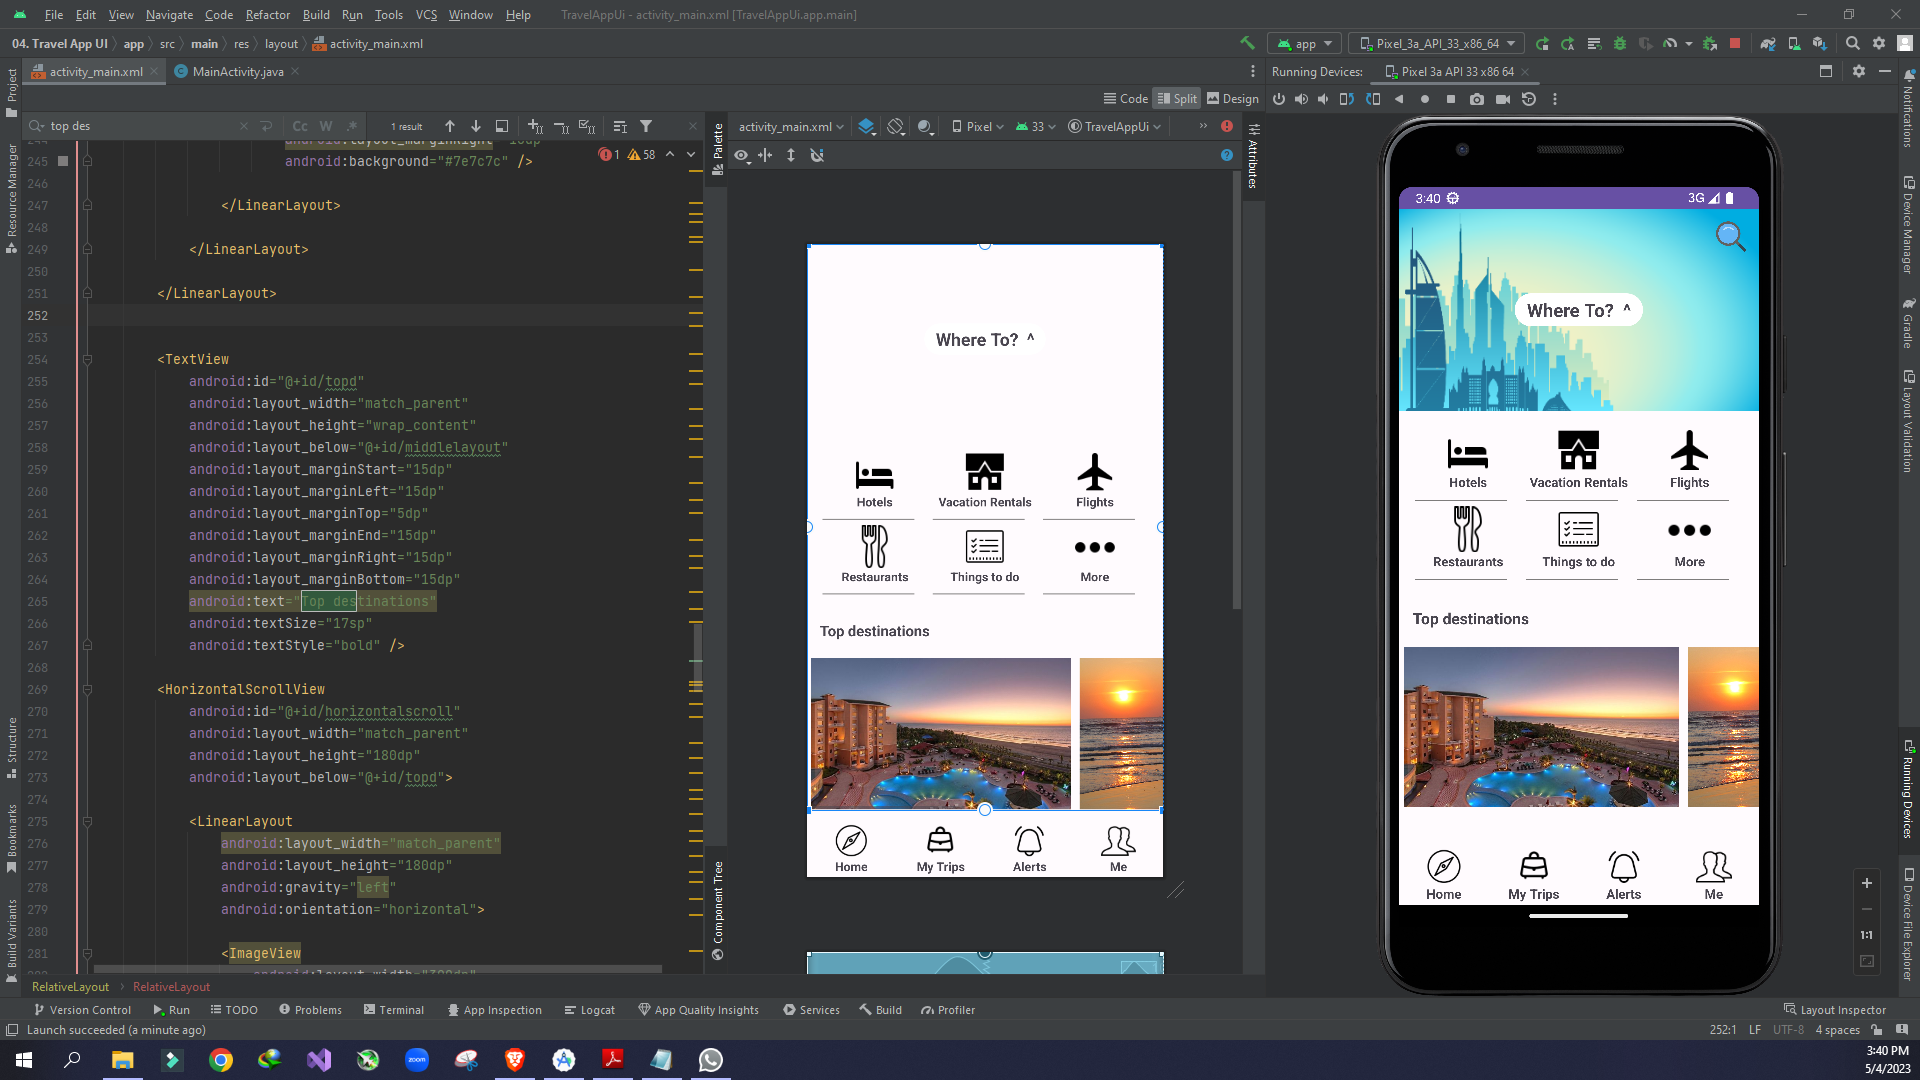 File Edit View Navigate Code Refactor Build Run Tools VCS Window Help TravelAppUi - activity_main.xml [TravelAppUi.app.main]
04. Travel App UI app src main res layout activity_main.xml app Pixel_3a_API_33_x86_64
activity_main.xml MainActivity.java Running Devices: Pixel 3a API 33 x86 64
Code Split Design
top des Cc W .* 1 result activity_main.xml Pixel 33 TravelAppUi
1 58
245 android:background="#7e7c7c" />
246
247 </LinearLayout>
248
249 </LinearLayout>
250
251 </LinearLayout>
252
253
254 <TextView
255 android:id="@+id/topd"
256 android:layout_width="match_parent"
257 android:layout_height="wrap_content"
258 android:layout_below="@+id/middlelayout"
259 android:layout_marginStart="15dp"
260 android:layout_marginLeft="15dp"
261 android:layout_marginTop="5dp"
262 android:layout_marginEnd="15dp"
263 android:layout_marginRight="15dp"
264 android:layout_marginBottom="15dp"
265 android:text="Top destinations"
266 android:textSize="17sp"
267 android:textStyle="bold" />
268
269 <HorizontalScrollView
270 android:id="@+id/horizontalscroll"
271 android:layout_width="match_parent"
272 android:layout_height="180dp"
273 android:layout_below="@+id/topd">
274
275 <LinearLayout
276 android:layout_width="match_parent"
277 android:layout_height="180dp"
278 android:gravity="left"
279 android:orientation="horizontal">
280
281 <ImageView
RelativeLayout RelativeLayout
Project
Resource Manager
Structure
Bookmarks
Build Variants
Palette
Component Tree
Attributes
Where To? ^
Hotels Vacation Rentals Flights
Restaurants Things to do More
Top destinations
Home My Trips Alerts Me
3:40 3G
Where To? ^
Hotels Vacation Rentals Flights
Restaurants Things to do More
Top destinations
Home My Trips Alerts Me
1:1
Notifications
Device Manager
Gradle
Layout Validation
Running Devices
Device File Explorer
Version Control Run TODO Problems Terminal App Inspection Logcat App Quality Insights Services Build Profiler Layout Inspector
Launch succeeded (a minute ago) 252:1 LF UTF-8 4 spaces
zoom
3:40 PM
5/4/2023